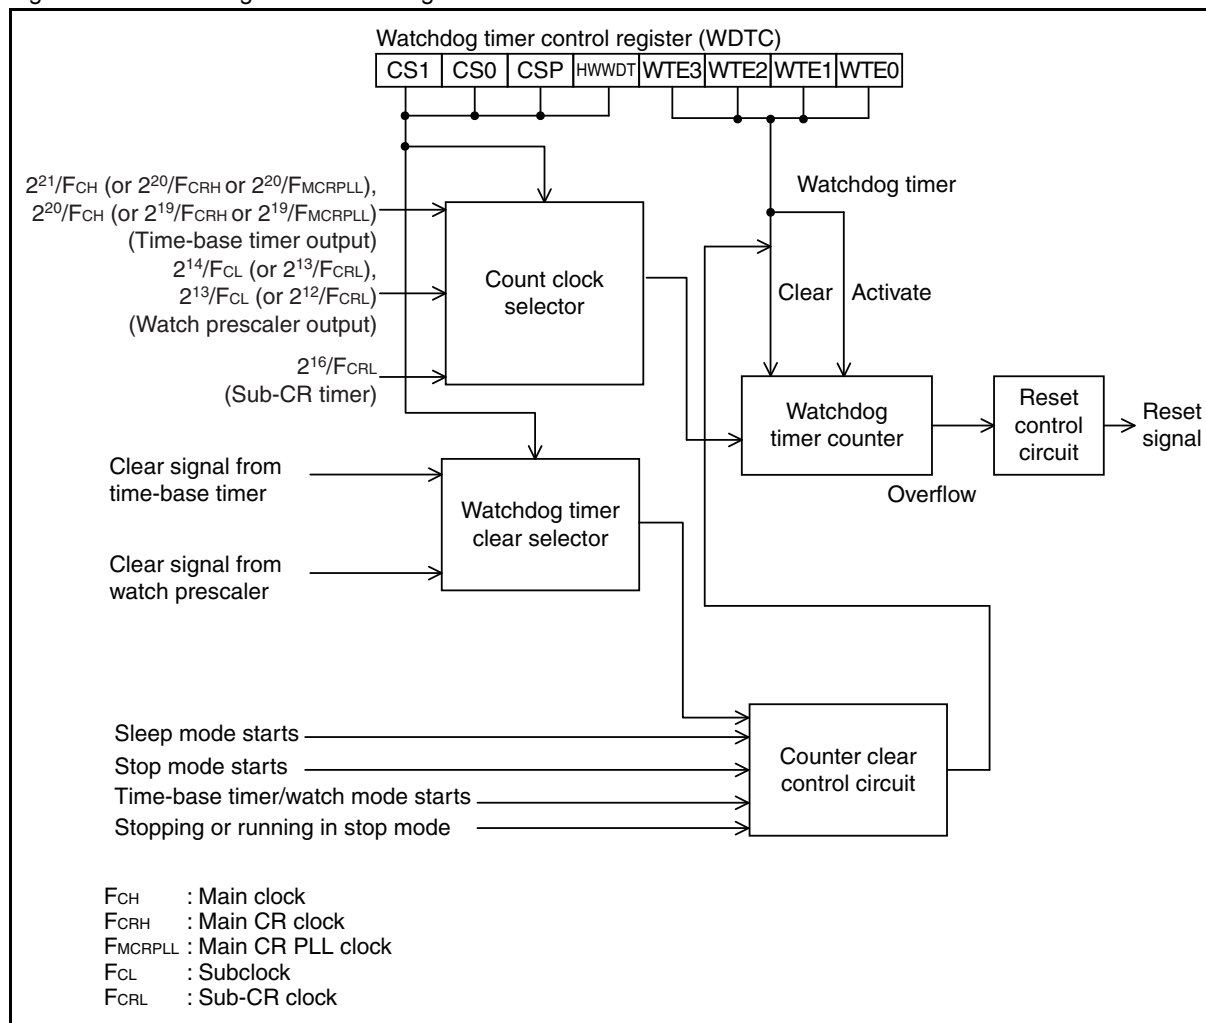 Watchdog timer control register (WDTC)
CS1 CS0 CSP HWWDT WTE3 WTE2 WTE1 WTE0
2²¹/FCH (or 2²⁰/FCRH or 2²⁰/FMCRPLL),
2²⁰/FCH (or 2¹⁹/FCRH or 2¹⁹/FMCRPLL)
(Time-base timer output)
2¹⁴/FCL (or 2¹³/FCRL),
2¹³/FCL (or 2¹²/FCRL)
(Watch prescaler output)
2¹⁶/FCRL
(Sub-CR timer)
Count clock
selector
Watchdog timer
Clear Activate
Watchdog
timer counter
Reset
control
circuit
Reset
signal
Overflow
Clear signal from
time-base timer
Clear signal from
watch prescaler
Watchdog timer
clear selector
Sleep mode starts
Stop mode starts
Time-base timer/watch mode starts
Stopping or running in stop mode
Counter clear
control circuit
FCH : Main clock
FCRH : Main CR clock
FMCRPLL : Main CR PLL clock
FCL : Subclock
FCRL : Sub-CR clock